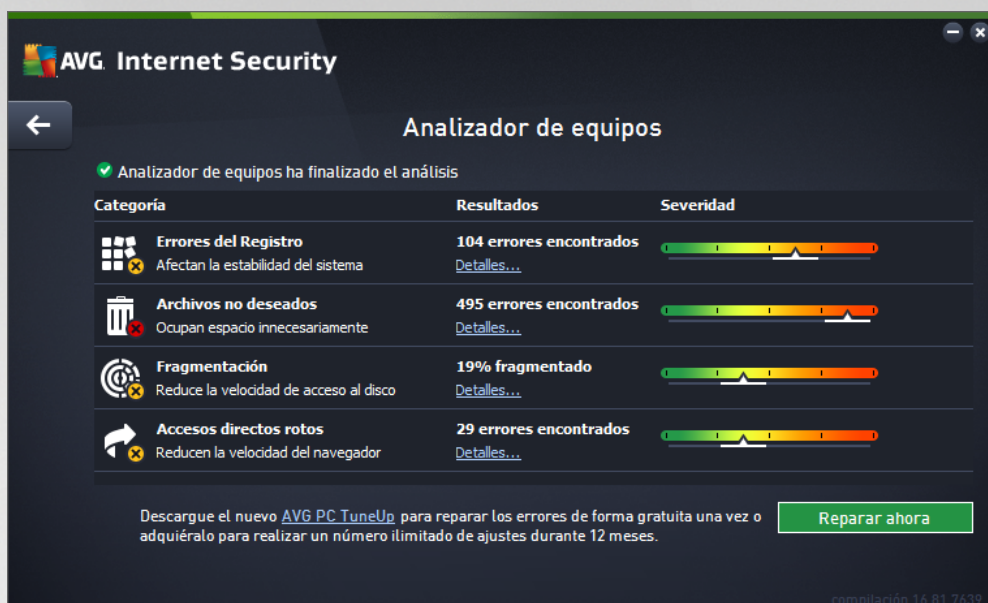 AVG. Internet Security
Analizador de equipos
Analizador de equipos ha finalizado el análisis
Categoría Resultados Severidad
Errores del Registro 104 errores encontrados
Afectan la estabilidad del sistema Detalles...
Archivos no deseados 495 errores encontrados
Ocupan espacio innecesariamente Detalles...
Fragmentación 19% fragmentado
Reduce la velocidad de acceso al disco Detalles...
Accesos directos rotos 29 errores encontrados
Reducen la velocidad del navegador Detalles...
Descargue el nuevo AVG PC TuneUp para reparar los errores de forma gratuita una vez o
adquiéralo para realizar un número ilimitado de ajustes durante 12 meses.
Reparar ahora
compilación 16.81.7639